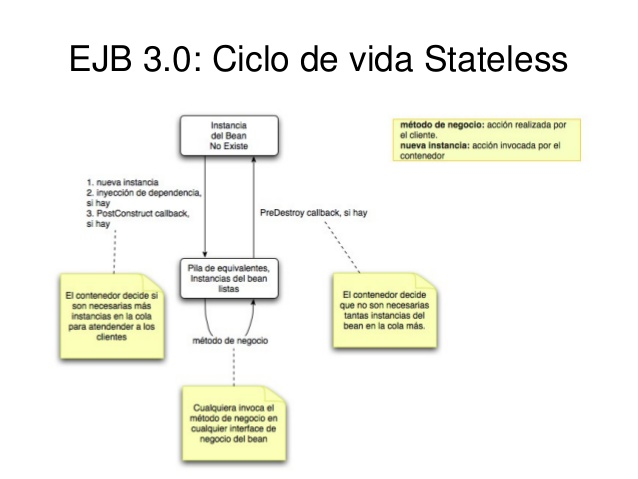 EJB 3.0: Ciclo de vida Stateless
Instancia
del Bean
No Existe
método de negocio: acción realizada por
el cliente.
nueva instancia: acción invocada por el
contenedor
1. nueva instancia
2. inyección de dependencia,
si hay
3. PostConstruct callback,
si hay
PreDestroy callback, si hay
Pila de equivalentes,
Instancias del bean
listas
El contenedor decide si
son necesarias más
instancias en la cola
para atendender a los
clientes
El contenedor decide
que no son necesarias
tantas instancias del
bean en la cola más.
método de negocio
Cualquiera invoca el
método de negocio en
cualquier interface de
negocio del bean